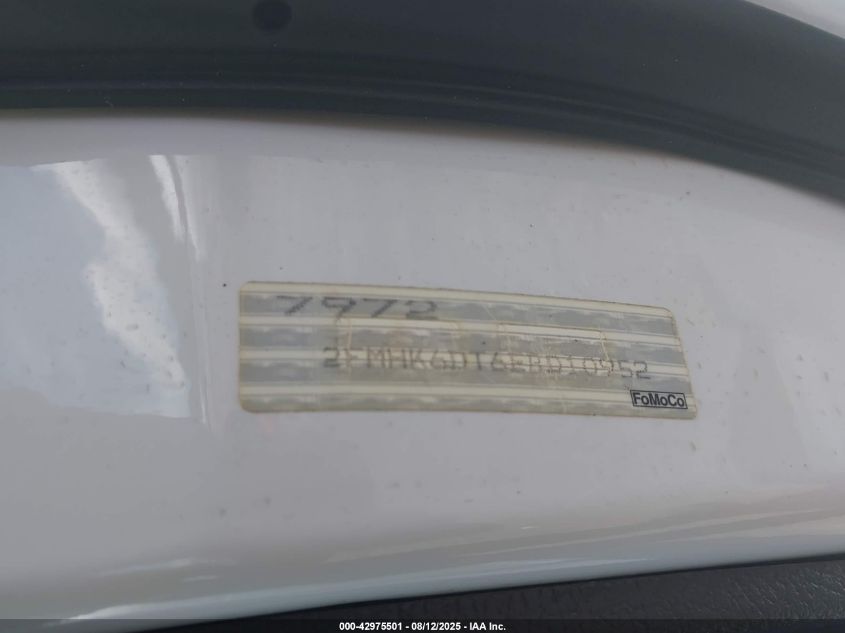 7972
2FMHK6DT6EBD10952
FoMoCo
000-42975501 - 08/12/2025 - IAA Inc.